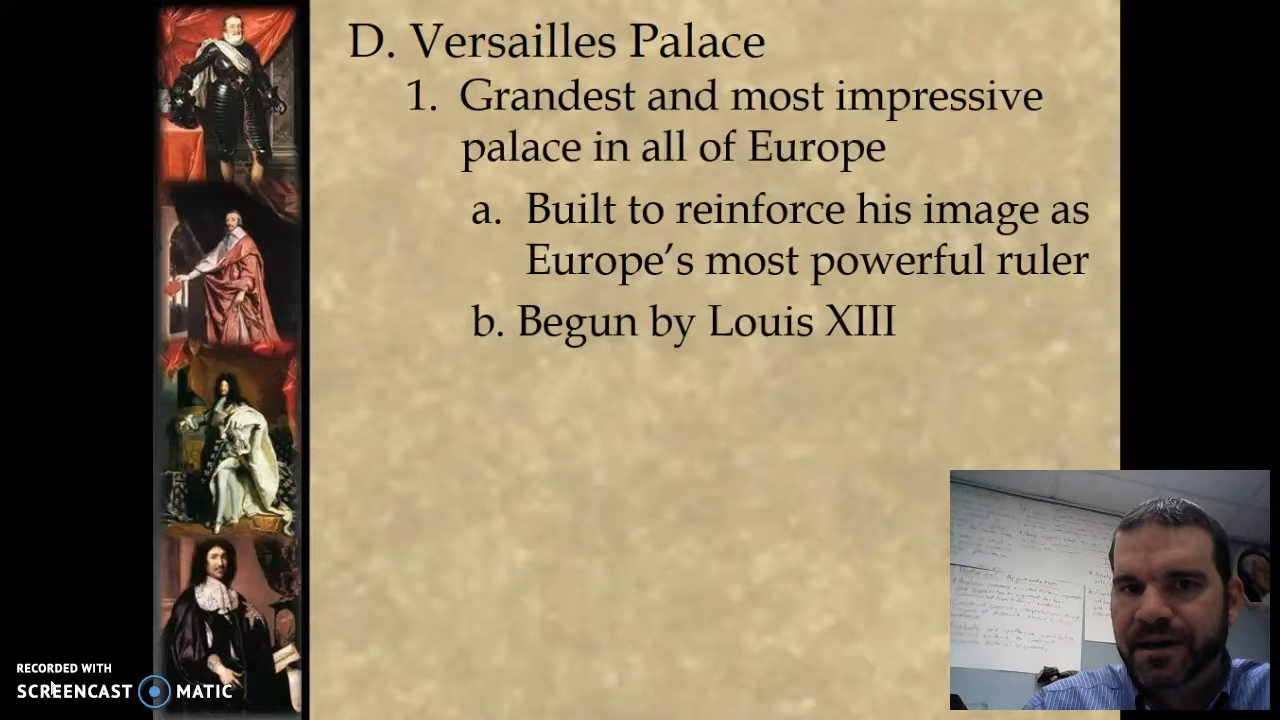 D. Versailles Palace
1. Grandest and most impressive
palace in all of Europe
a. Built to reinforce his image as
Europe's most powerful ruler
b. Begun by Louis XIII
Argumentation
RECORDED WITH
SCREENCAST MATIC